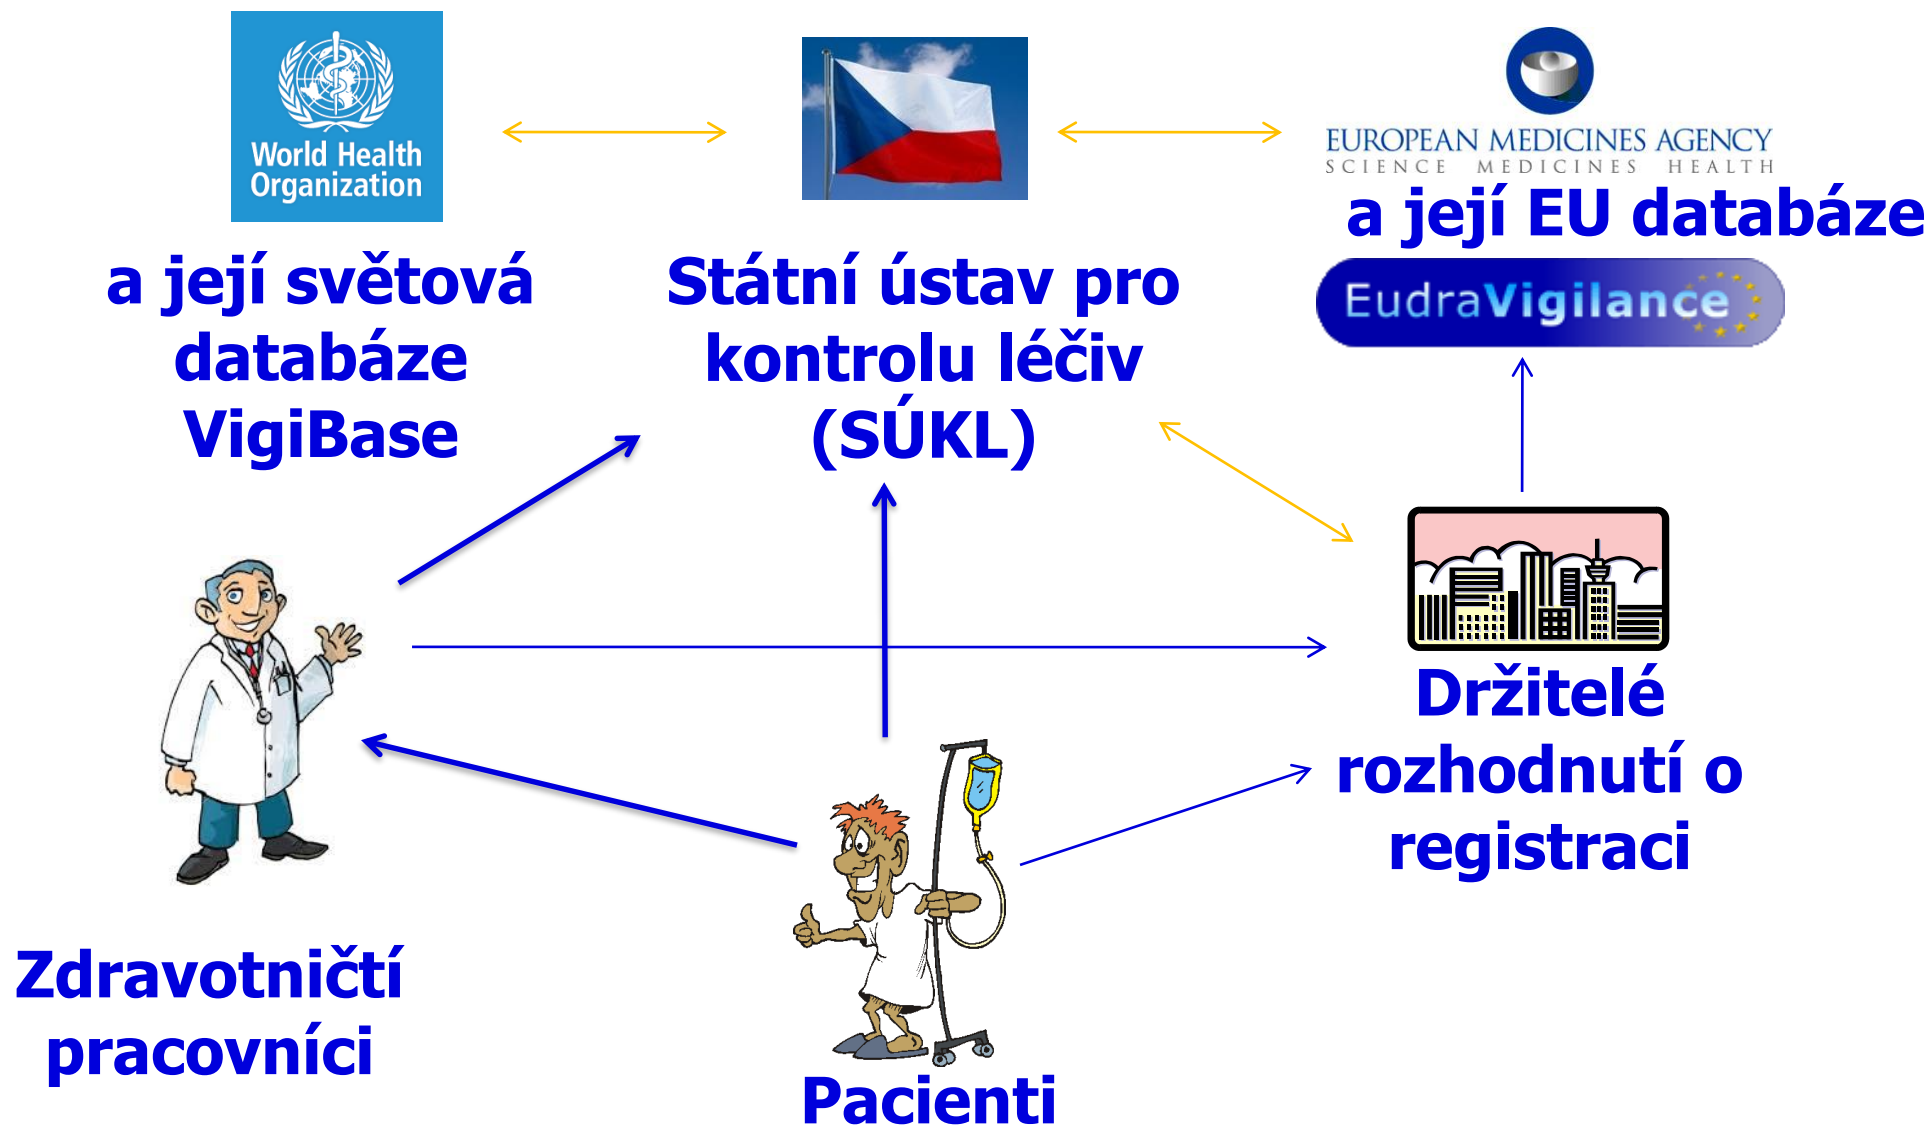 World Health
Organization
a její světová
databáze
VigiBase
Státní ústav pro
kontrolu léčiv
(SÚKL)
EUROPEAN MEDICINES AGENCY
SCIENCE MEDICINES HEALTH
a její EU databáze
EudraVigilance
Držitelé
rozhodnutí o
registraci
Zdravotničtí
pracovníci
Pacienti